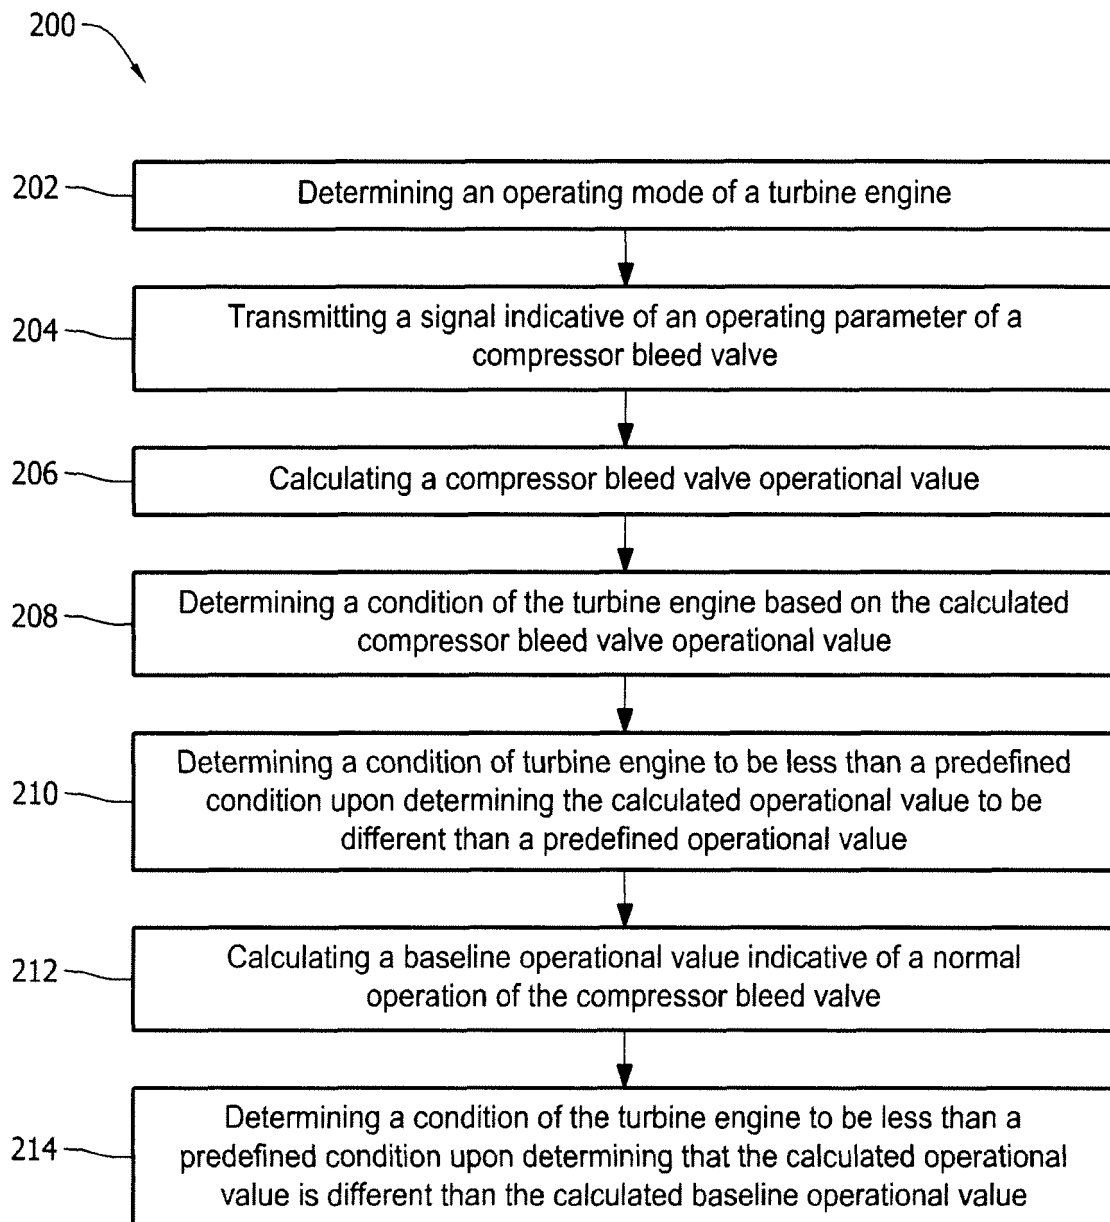 200
202
Determining an operating mode of a turbine engine
204
Transmitting a signal indicative of an operating parameter of a
compressor bleed valve
206
Calculating a compressor bleed valve operational value
208
Determining a condition of the turbine engine based on the calculated
compressor bleed valve operational value
210
Determining a condition of turbine engine to be less than a predefined
condition upon determining the calculated operational value to be
different than a predefined operational value
212
Calculating a baseline operational value indicative of a normal
operation of the compressor bleed valve
214
Determining a condition of the turbine engine to be less than a
predefined condition upon determining that the calculated operational
value is different than the calculated baseline operational value